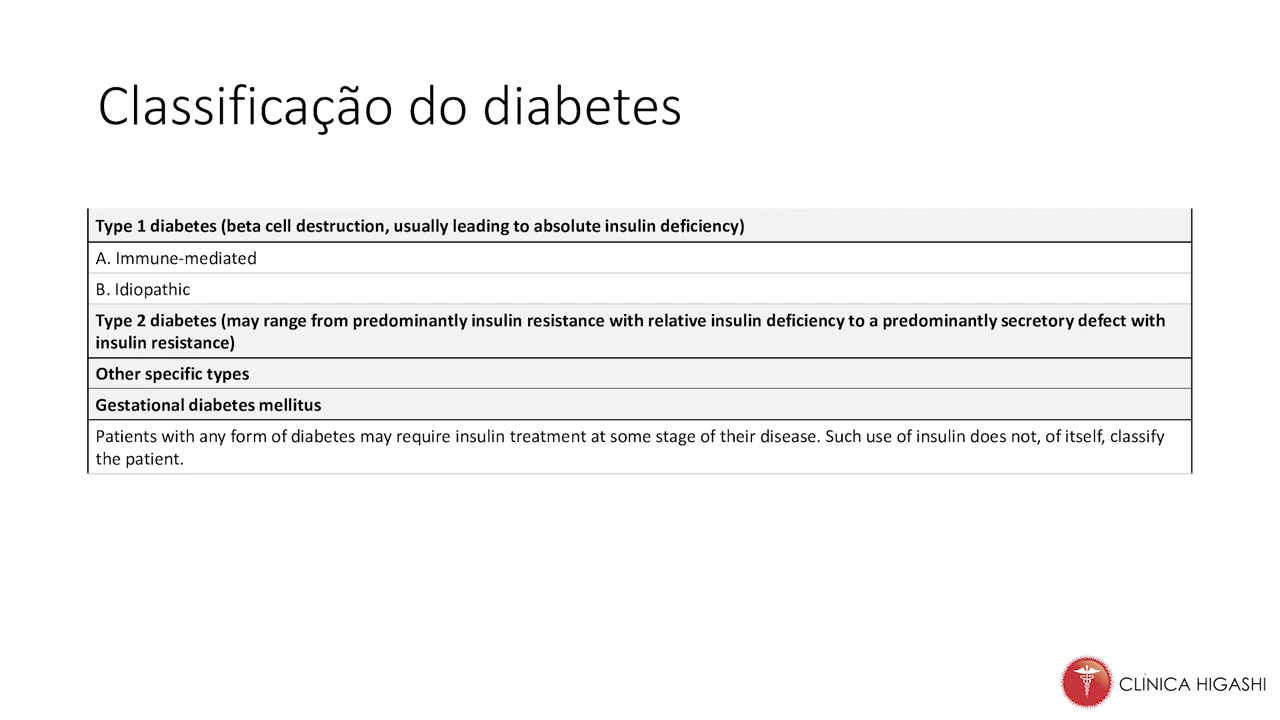 Classificação do diabetes
Type 1 diabetes (beta cell destruction, usually leading to absolute insulin deficiency)
A. Immune-mediated
B. Idiopathic
Type 2 diabetes (may range from predominantly insulin resistance with relative insulin deficiency to a predominantly secretory defect with
insulin resistance)
Other specific types
Gestational diabetes mellitus
Patients with any form of diabetes may require insulin treatment at some stage of their disease. Such use of insulin does not, of itself, classify
the patient.
CLÍNICA HIGASHI